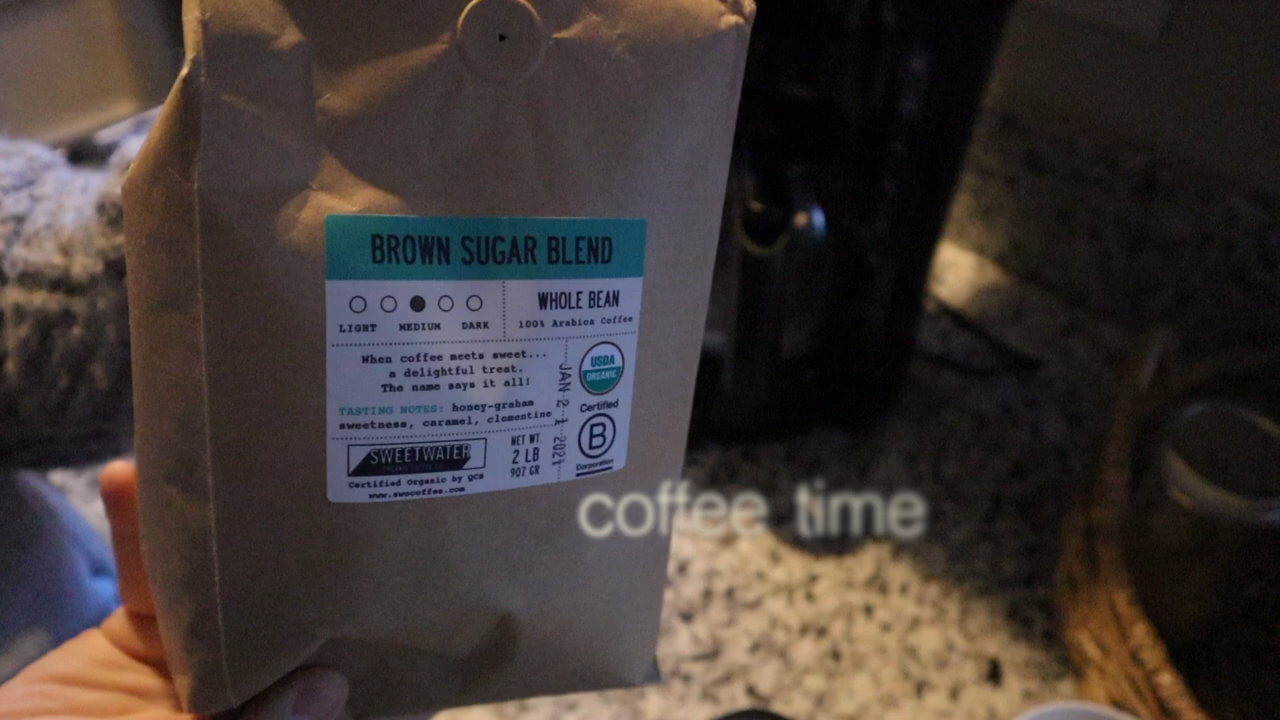 BROWN SUGAR BLEND
LIGHT MEDIUM DARK
WHOLE BEAN
100% Arabica Coffee
When coffee meets sweet...
a delightful treat.
The name says it all!
TASTING NOTES: honey-graham
sweetness, caramel, clementine
JAN 2 1 2021
USDA
ORGANIC
Certified
B
Corporation
SWEETWATER
Certified Organic by QCS
www.swocoffee.com
NET WT.
2 LB
907 GR
coffee time